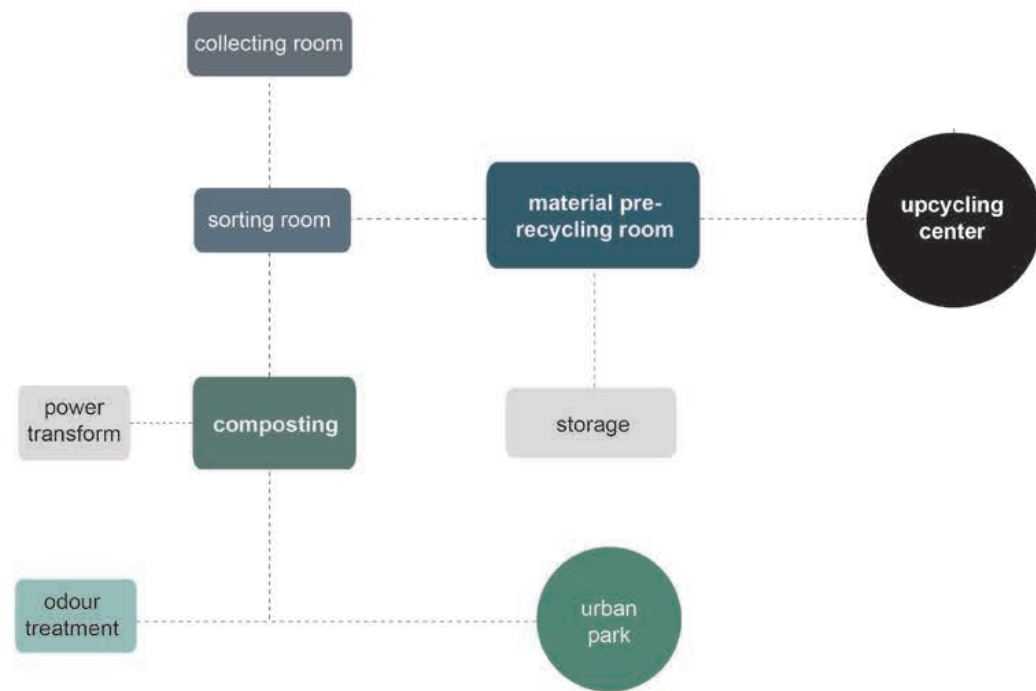 collecting room
sorting room
material pre-
recycling room
upcycling
center
power
transform
composting
storage
odour
treatment
urban
park